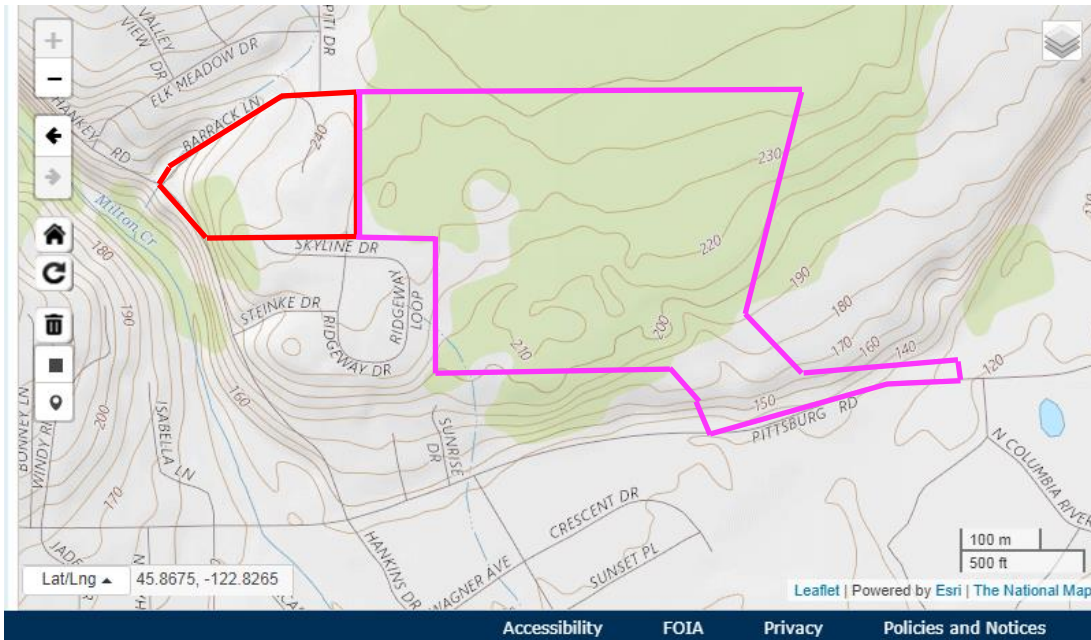 VALLEY
VIEW DR
PITI DR
ELK MEADOW DR
HANKEY RD
BARRACK LN
240
230
Milton Cr
180
190
SKYLINE DR
220
STEINKE DR
RIDGEWAY LOOP
RIDGEWAY DR
190
180
200
210
170
160
140
120
160
150
PITTSBURG RD
BONNEY LN
WINDY
200
ISABELLA LN
SUNRISE DR
N COLUMBIA RIVER
170
CRESCENT DR
HANKINS DR
WAGNER AVE
SUNSET PL
JADE
100 m
500 ft
Lat/Lng 45.8675, -122.8265
Leaflet | Powered by Esri | The National Map
Accessibility FOIA Privacy Policies and Notices